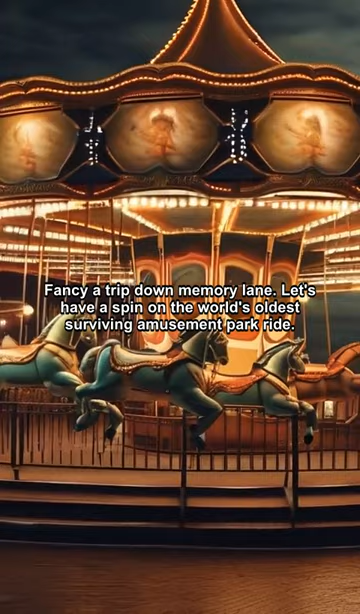 Fancy a trip down memory lane. Let's
have a spin on the world's oldest
surviving amusement park ride.